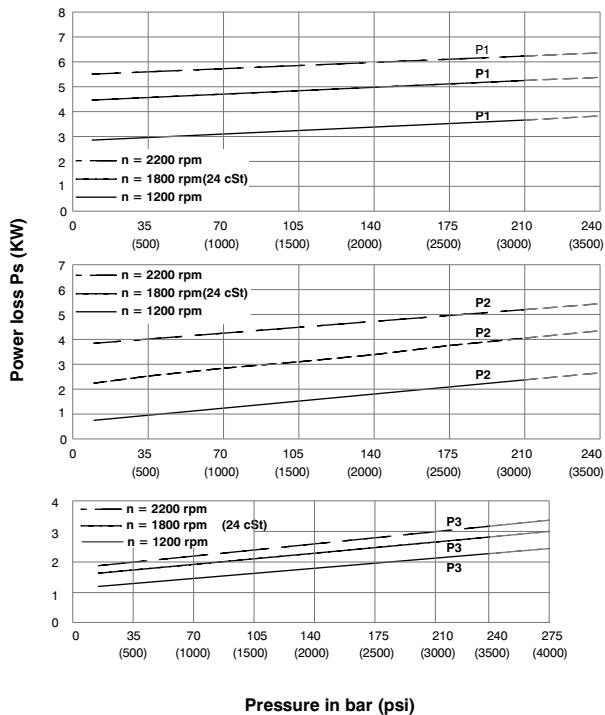 8
7
6
5
4
3
2
1
0
P1
P1
P1
n = 2200 rpm
n = 1800 rpm(24 cSt)
n = 1200 rpm
0 35 70 105 140 175 210 240
(500) (1000) (1500) (2000) (2500) (3000) (3500)
Power loss Ps (KW)
7
6
5
4
3
2
1
0
n = 2200 rpm
n = 1800 rpm(24 cSt)
n = 1200 rpm
P2
P2
P2
0 35 70 105 140 175 210 240
(500) (1000) (1500) (2000) (2500) (3000) (3500)
4
3
2
1
0
n = 2200 rpm
n = 1800 rpm (24 cSt)
n = 1200 rpm
P3
P3
P3
0 35 70 105 140 175 210 240 275
(500) (1000) (1500) (2000) (2500) (3000) (3500) (4000)
Pressure in bar (psi)